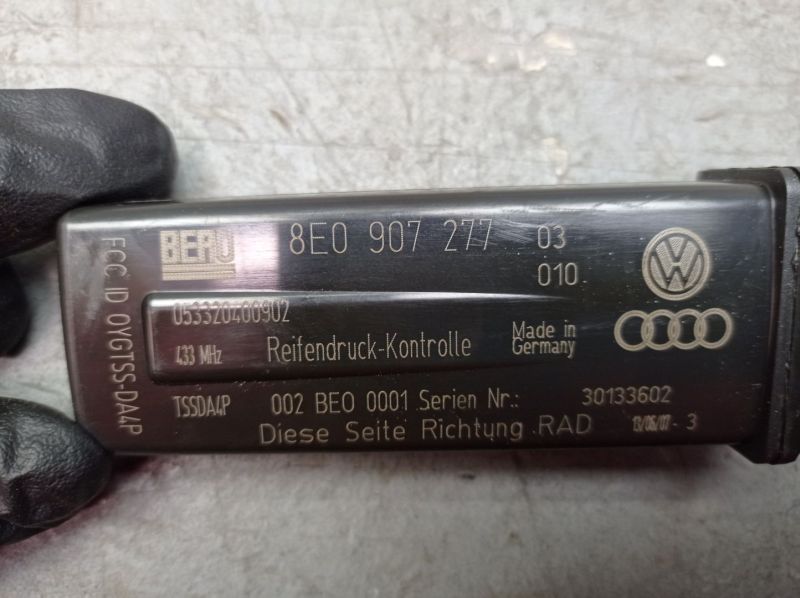 BERU 8E0 907 277 03
010
053320400902
433 MHz Reifendruck-Kontrolle Made in Germany
TSSDA4P 002 BE0 0001 Serien Nr.: 30133602
Diese Seite Richtung RAD 13/06/07 - 3
FCC ID OYGTSS-DA4P